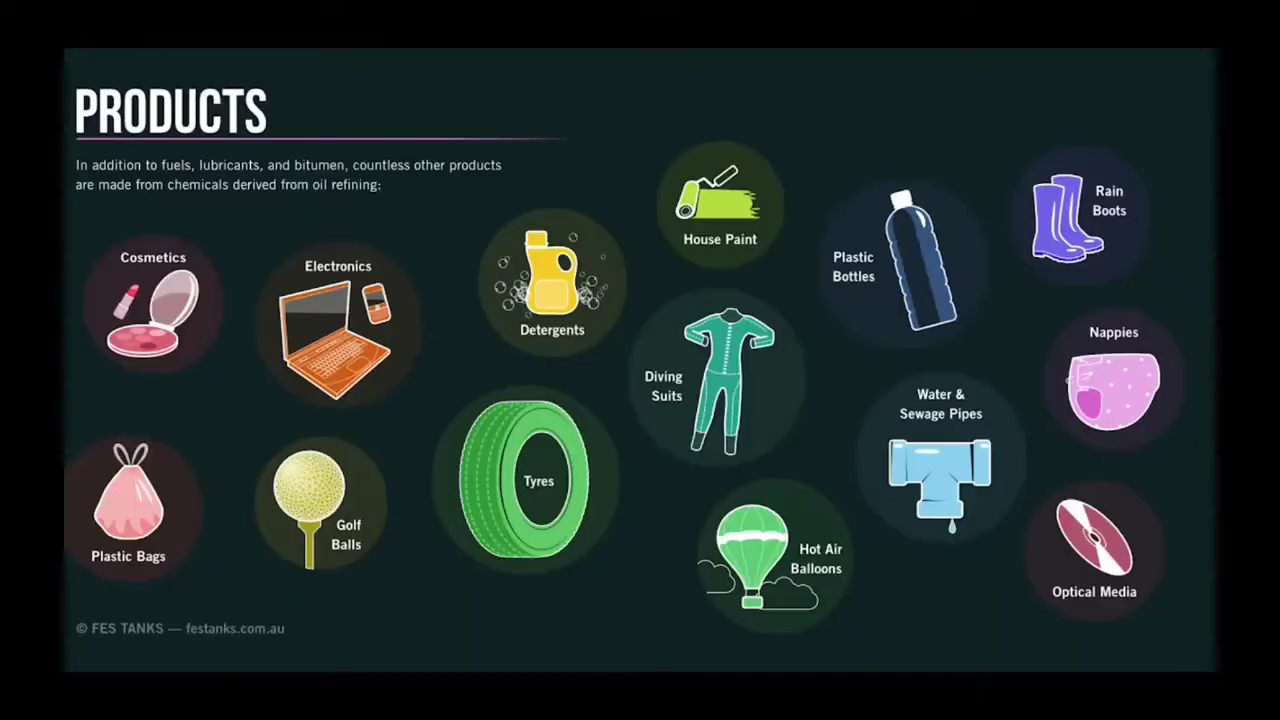 PRODUCTS
In addition to fuels, lubricants, and bitumen, countless other products
are made from chemicals derived from oil refining:
Cosmetics
Electronics
Detergents
House Paint
Plastic
Bottles
Rain
Boots
Diving
Suits
Nappies
Water &
Sewage Pipes
Plastic Bags
Golf
Balls
Tyres
Hot Air
Balloons
Optical Media
© FES TANKS — festanks.com.au